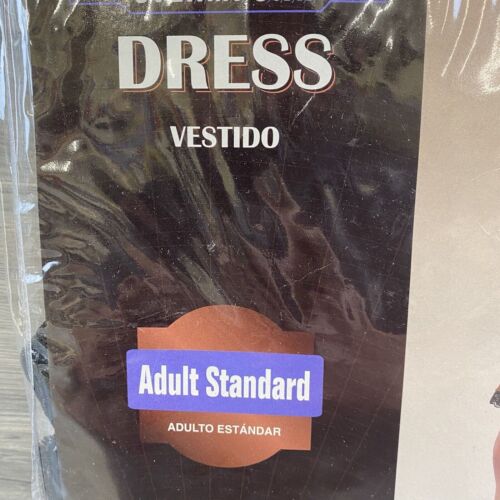 DRESS
VESTIDO
Adult Standard
ADULTO ESTÁNDAR